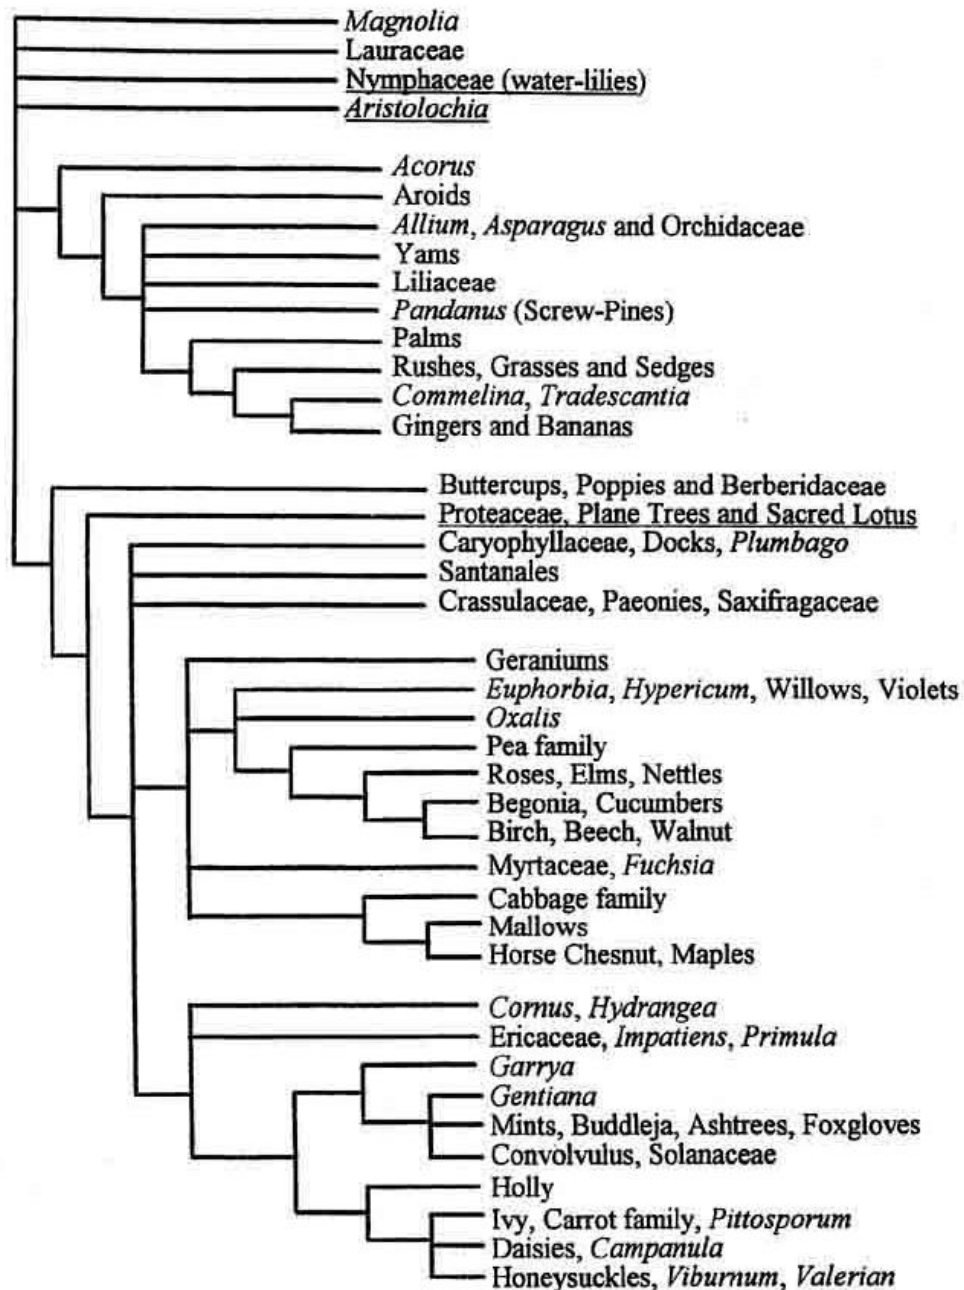 Magnolia
Lauraceae
Nymphaceae (water-lilies)
Aristolochia
Acorus
Aroids
Allium, Asparagus and Orchidaceae
Yams
Liliaceae
Pandanus (Screw-Pines)
Palms
Rushes, Grasses and Sedges
Commelina, Tradescantia
Gingers and Bananas
Buttercups, Poppies and Berberidaceae
Proteaceae, Plane Trees and Sacred Lotus
Caryophyllaceae, Docks, Plumbago
Santanales
Crassulaceae, Paeonies, Saxifragaceae
Geraniums
Euphorbia, Hypericum, Willows, Violets
Oxalis
Pea family
Roses, Elms, Nettles
Begonia, Cucumbers
Birch, Beech, Walnut
Myrtaceae, Fuchsia
Cabbage family
Mallows
Horse Chesnut, Maples
Cornus, Hydrangea
Ericaceae, Impatiens, Primula
Garrya
Gentiana
Mints, Buddleja, Ashtrees, Foxgloves
Convolvulus, Solanaceae
Holly
Ivy, Carrot family, Pittosporum
Daisies, Campanula
Honeysuckles, Viburnum, Valerian